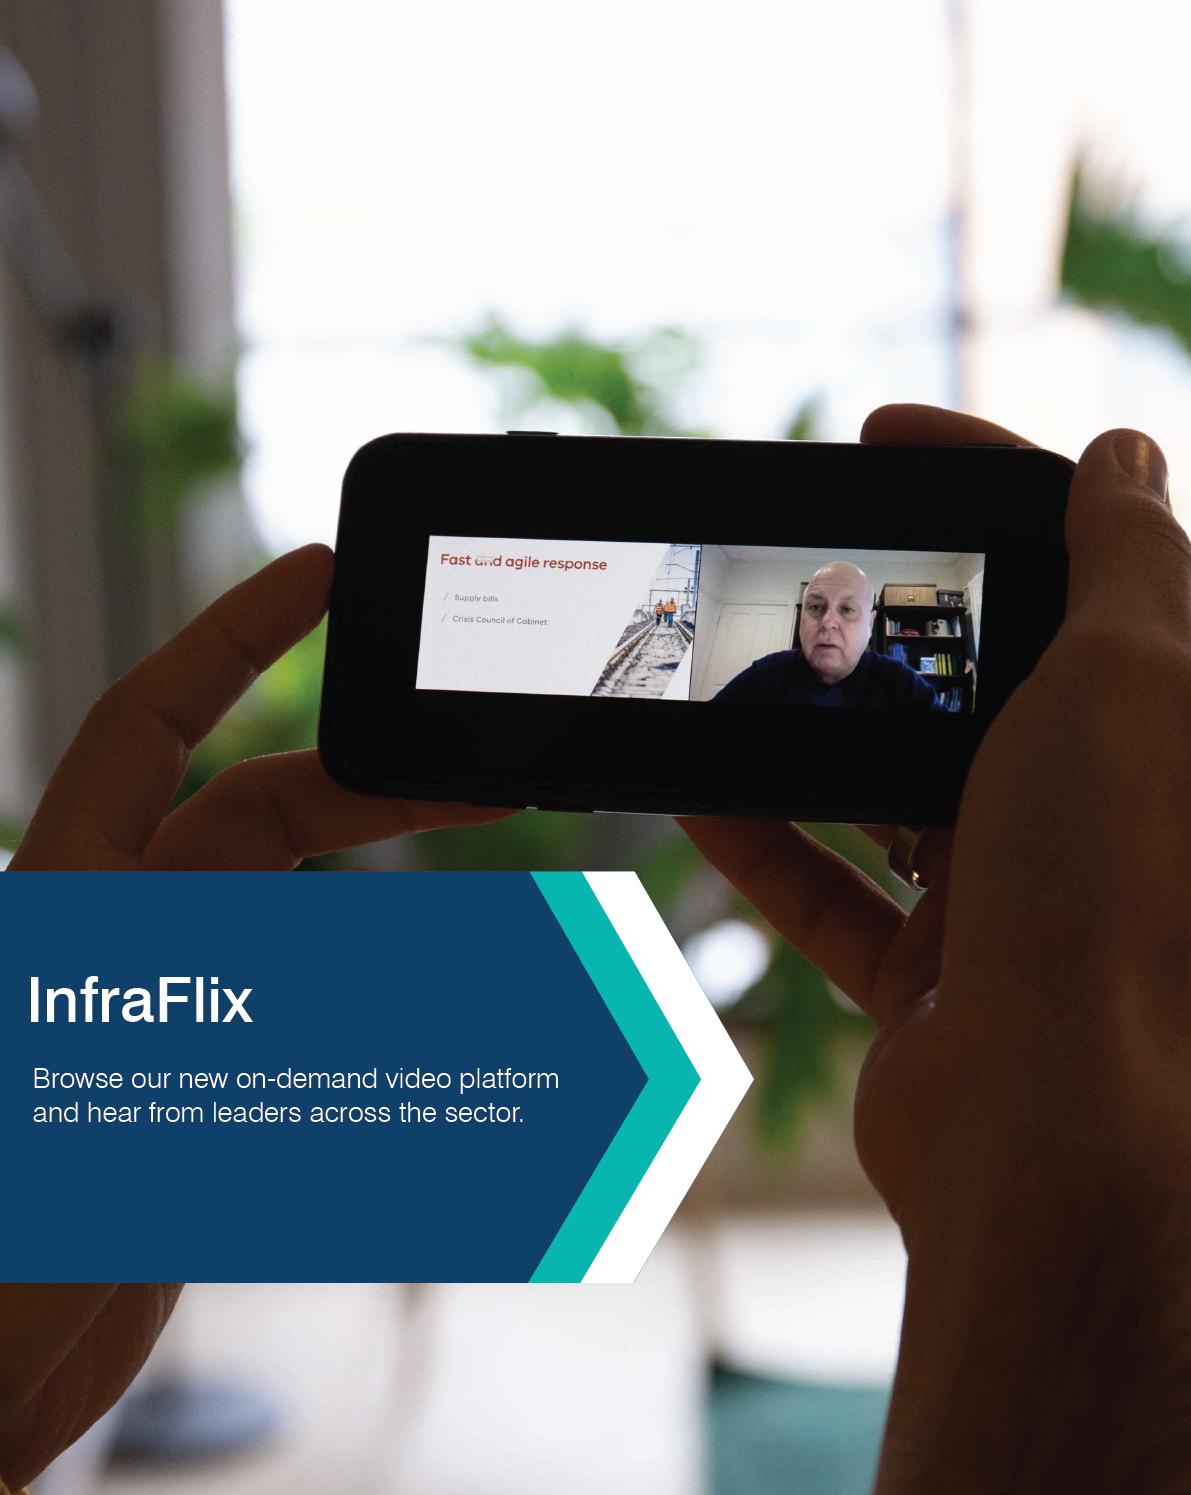 Fast and agile response
/ Supply bills
/ Crisis Council of Cabinet
InfraFlix
Browse our new on-demand video platform
and hear from leaders across the sector.